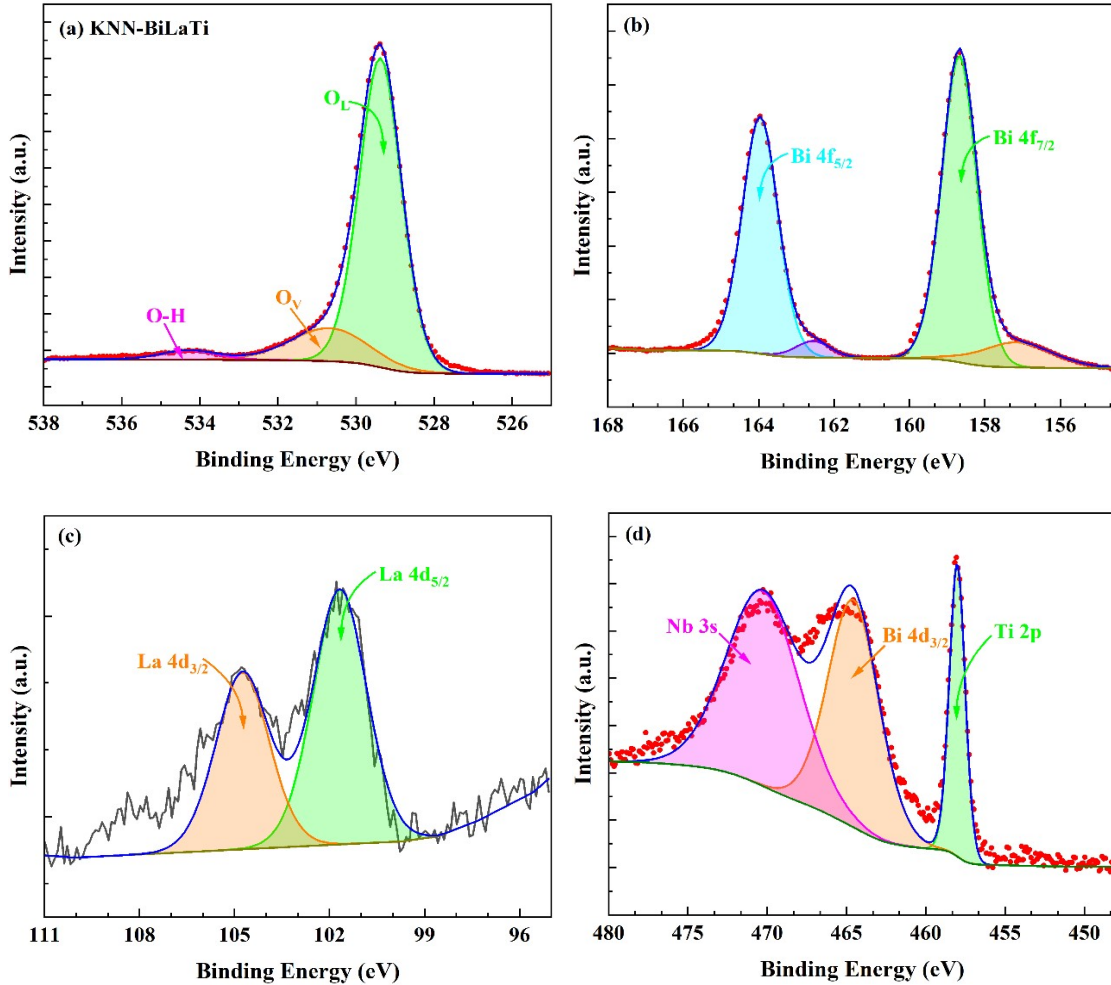 (a) KNN-BiLaTi
O_L
O_V
O-H
Intensity (a.u.)
538 536 534 532 530 528 526
Binding Energy (eV)
(b)
Bi 4f_5/2
Bi 4f_7/2
Intensity (a.u.)
168 166 164 162 160 158 156
Binding Energy (eV)
(c)
La 4d_5/2
La 4d_3/2
Intensity (a.u.)
111 108 105 102 99 96
Binding Energy (eV)
(d)
Nb 3s
Bi 4d_3/2
Ti 2p
Intensity (a.u.)
480 475 470 465 460 455 450
Binding Energy (eV)